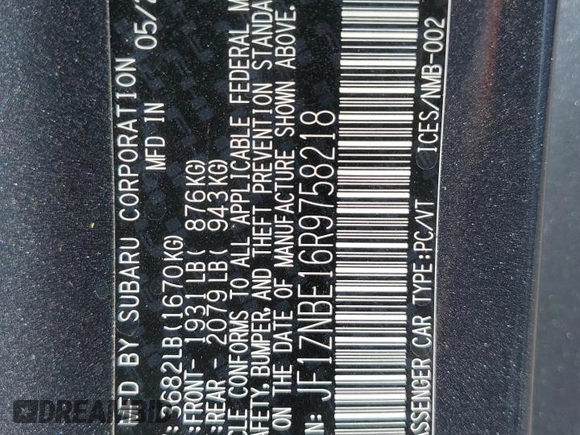 MFD BY SUBARU CORPORATION 05/2
MFD IN
: 3682LB(1670KG)
:FRONT- 1931LB( 876KG)
:REAR - 2079LB( 943KG)
CLE CONFORMS TO ALL APPLICABLE FEDERAL M
AFETY, BUMPER, AND THEFT PREVENTION STANDA
ON THE DATE OF MANUFACTURE SHOWN ABOVE.
N: JF1ZNBE16R9758218
ASSENGER CAR TYPE:PC/VT ICES/NMB-002
DREAMBID